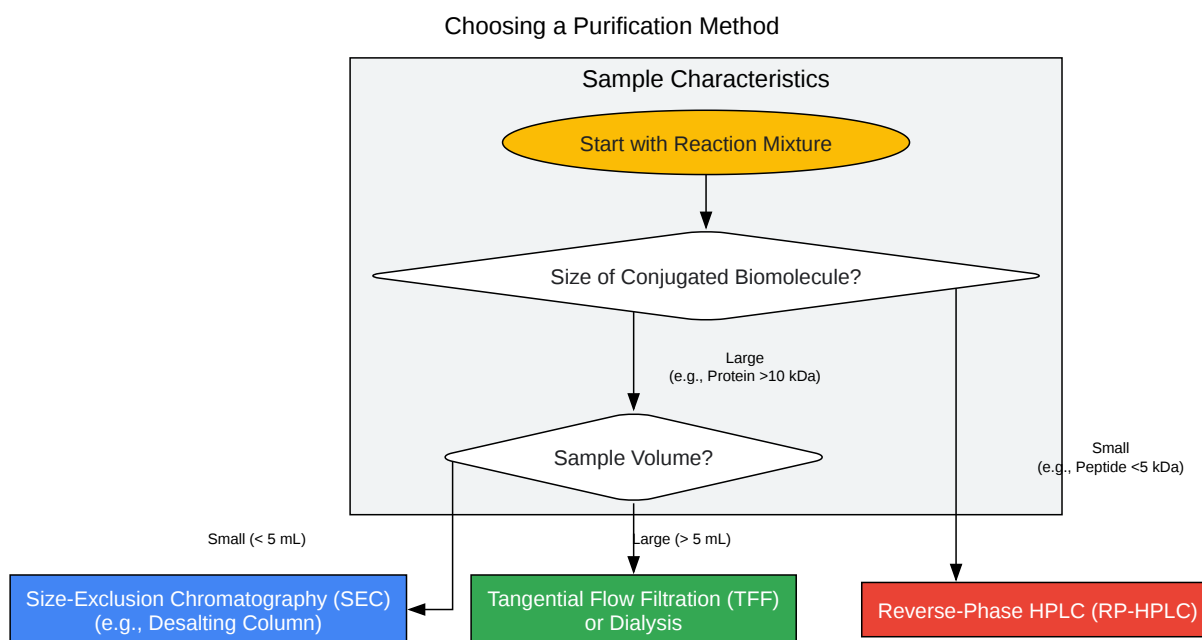 Choosing a Purification Method
Sample Characteristics
Start with Reaction Mixture
Size of Conjugated Biomolecule?
Large
(e.g., Protein >10 kDa)
Sample Volume?
Small
(e.g., Peptide <5 kDa)
Small (< 5 mL)
Large (> 5 mL)
Size-Exclusion Chromatography (SEC)
(e.g., Desalting Column)
Tangential Flow Filtration (TFF)
or Dialysis
Reverse-Phase HPLC (RP-HPLC)